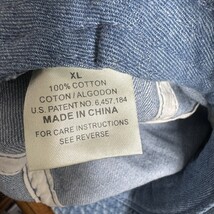 XL
100% COTTON
COTON / ALGODON
U.S. PATENT NO. 6,457,184
MADE IN CHINA
FOR CARE INSTRUCTIONS
SEE REVERSE